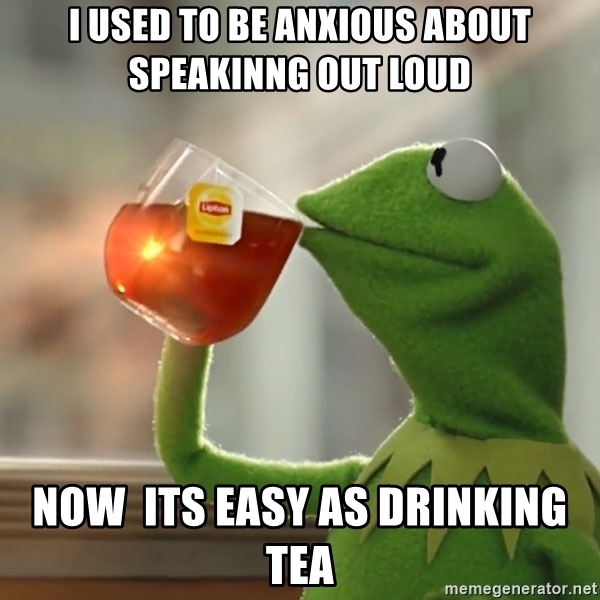 I USED TO BE ANXIOUS ABOUT
SPEAKINNG OUT LOUD
Lipton
NOW ITS EASY AS DRINKING
TEA
memegenerator.net